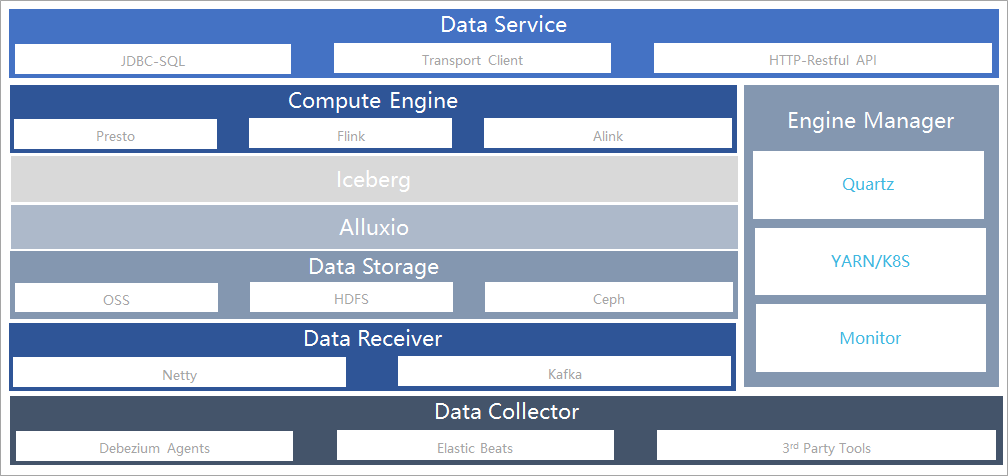 Data Service
JDBC-SQL
Transport Client
HTTP-Restful API
Compute Engine
Presto
Flink
Alink
Iceberg
Alluxio
Data Storage
OSS
HDFS
Ceph
Data Receiver
Netty
Kafka
Engine Manager
Quartz
YARN/K8S
Monitor
Data Collector
Debezium Agents
Elastic Beats
3rd Party Tools